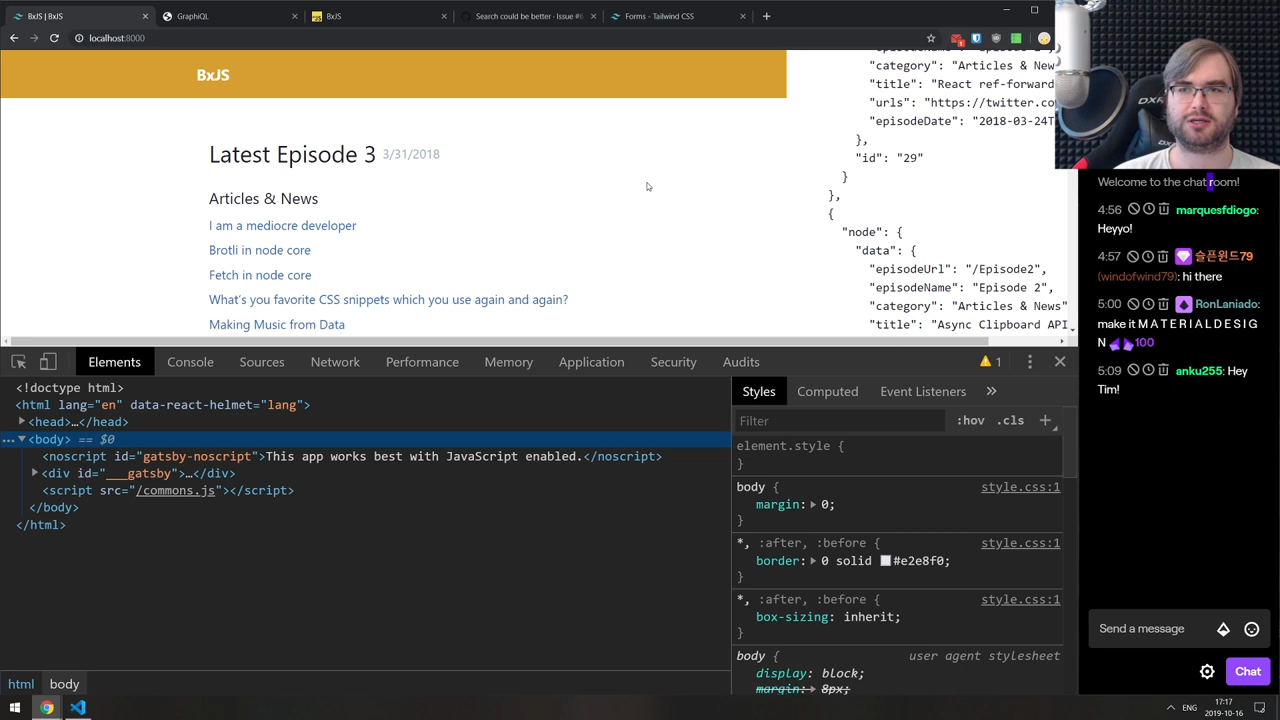 BxJS | BxJS
GraphiQL
BxJS
Search could be better · Issue #6
Forms - Tailwind CSS
localhost:8000
BxJS
Latest Episode 3 3/31/2018
Articles & News
I am a mediocre developer
Brotli in node core
Fetch in node core
What's you favorite CSS snippets which you use again and again?
Making Music from Data
"category": "Articles & New
"title": "React ref-forward
"urls": "https://twitter.co
"episodeDate": "2018-03-24T
},
"id": "29"
}
},
{
"node": {
"data": {
"episodeUrl": "/Episode2",
"episodeName": "Episode 2",
"category": "Articles & News"
"title": "Async Clipboard API
DXR
Elements Console Sources Network Performance Memory Application Security Audits
1
<!doctype html>
<html lang="en" data-react-helmet="lang">
<head>…</head>
<body> == $0
<noscript id="gatsby-noscript">This app works best with JavaScript enabled.</noscript>
<div id="___gatsby">…</div>
<script src="/commons.js"></script>
</body>
</html>
html body
Styles Computed Event Listeners »
Filter :hov .cls +
element.style {
}
body { style.css:1
margin: 0;
}
*, :after, :before { style.css:1
border: 0 solid #e2e8f0;
}
*, :after, :before { style.css:1
box-sizing: inherit;
}
body { user agent stylesheet
display: block;
margin: 8px;
Welcome to the chat room!
4:56 marquesfdiogo:
Heyyo!
4:57 슬픈윈드79
(windofwind79): hi there
5:00 RonLaniado:
make it M A T E R I A L D E S I G
N 100
5:09 anku255: Hey
Tim!
Send a message
Chat
ENG
17:17
2019-10-16